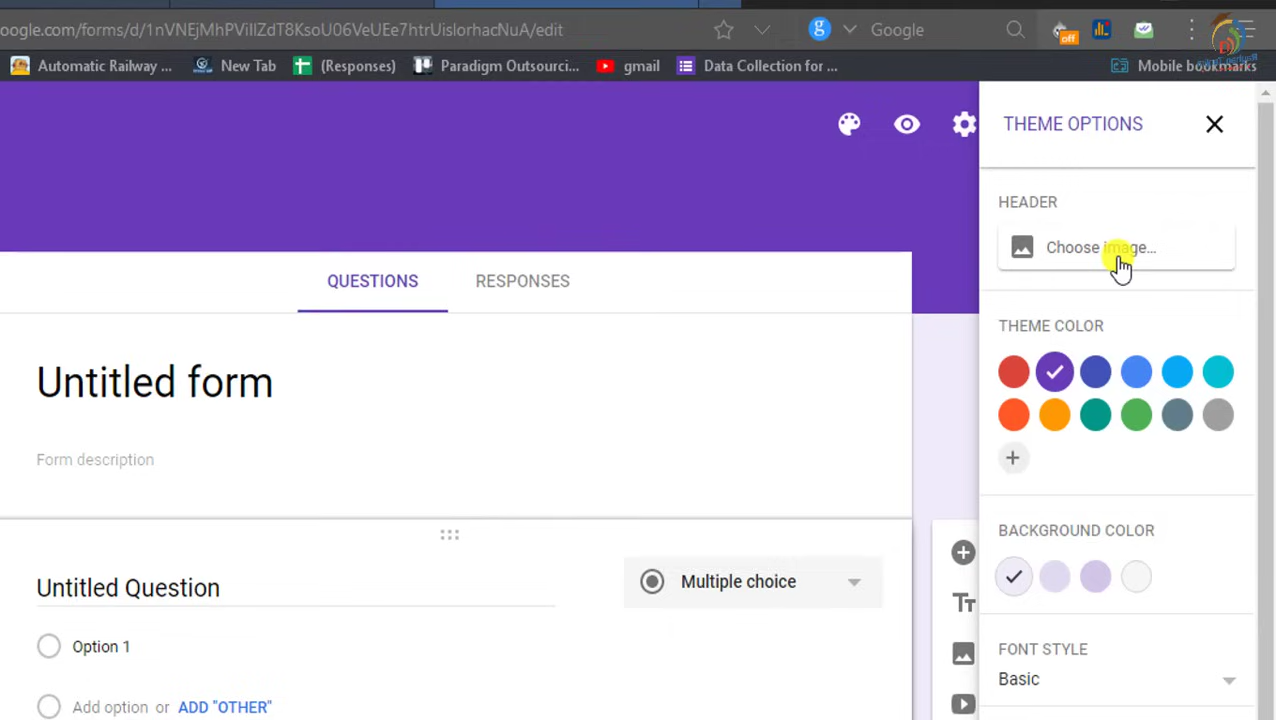 oogle.com/forms/d/1nVNEjMhPVillZdT8KsoU06VeUEe7htrUislorhacNuA/edit
Google
off
Automatic Railway ...
New Tab
(Responses)
Paradigm Outsourci...
gmail
Data Collection for ...
Mobile bookmarks
THEME OPTIONS
HEADER
Choose image...
QUESTIONS
RESPONSES
THEME COLOR
Untitled form
Form description
BACKGROUND COLOR
Untitled Question
Multiple choice
Option 1
FONT STYLE
Basic
Add option or ADD "OTHER"